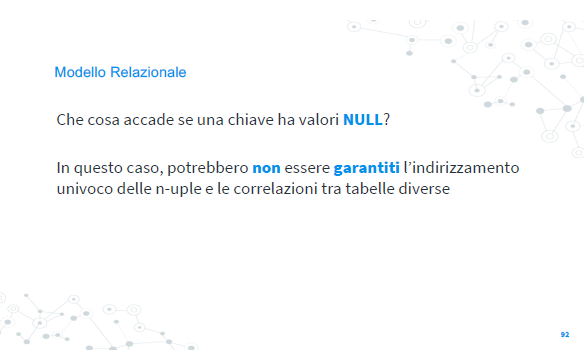 Modello Relazionale
Che cosa accade se una chiave ha valori NULL?
In questo caso, potrebbero non essere garantiti l’indirizzamento
univoco delle n-uple e le correlazioni tra tabelle diverse
92